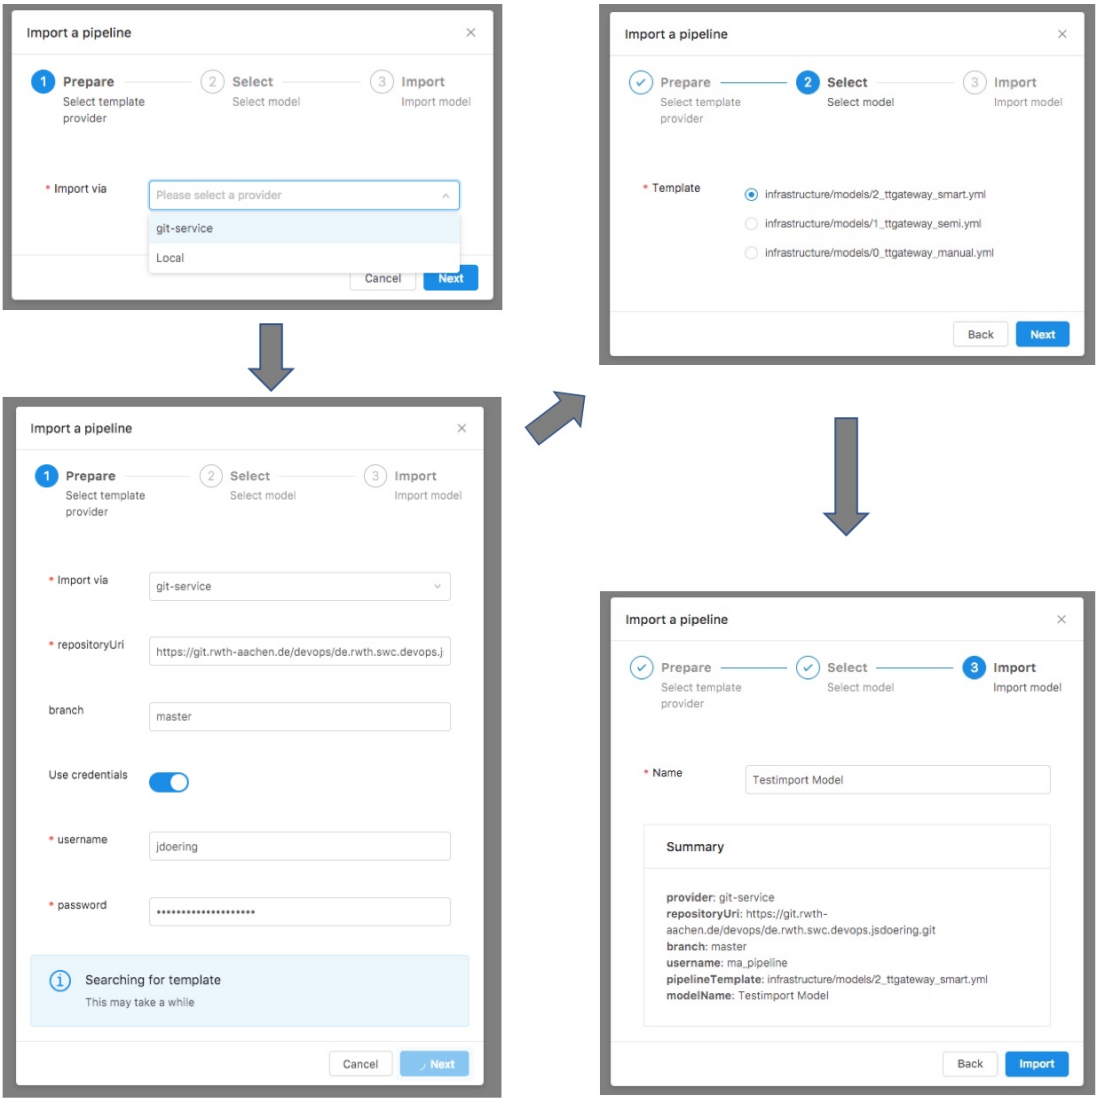 Import a pipeline
1 Prepare
Select template
provider
2 Select
Select model
3 Import
Import model
* Import via
Please select a provider
git-service
Local
Cancel
Next
Import a pipeline
1 Prepare
Select template
provider
2 Select
Select model
3 Import
Import model
* Import via
git-service
* repositoryUri
https://git.rwth-aachen.de/devops/de.rwth.swc.devops.j
branch
master
Use credentials
* username
jdoering
* password
••••••••••••••••••••
Searching for template
This may take a while
Cancel
Next
Import a pipeline
Prepare
Select template
provider
2 Select
Select model
3 Import
Import model
* Template
infrastructure/models/2_ttgateway_smart.yml
infrastructure/models/1_ttgateway_semi.yml
infrastructure/models/0_ttgateway_manual.yml
Back
Next
Import a pipeline
Prepare
Select template
provider
Select
Select model
3 Import
Import model
* Name
Testimport Model
Summary
provider: git-service
repositoryUri: https://git.rwth-
aachen.de/devops/de.rwth.swc.devops.jsdoering.git
branch: master
username: ma_pipeline
pipelineTemplate: infrastructure/models/2_ttgateway_smart.yml
modelName: Testimport Model
Back
Import